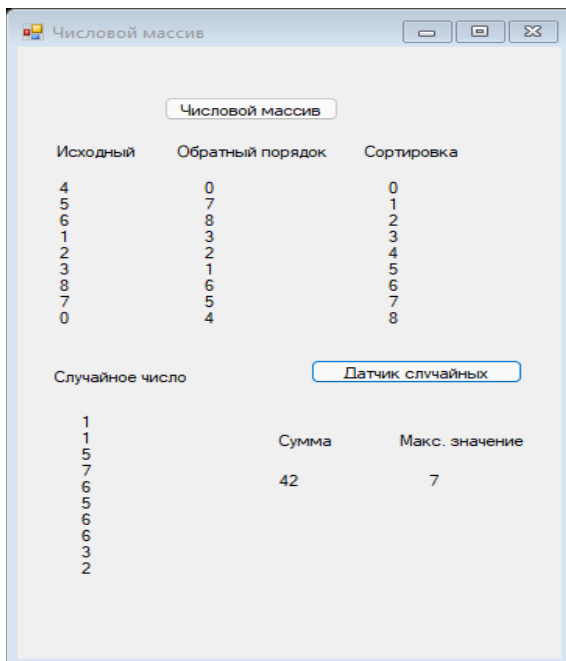 Числовой массив
Числовой массив
Исходный Обратный порядок Сортировка
4 0 0
5 7 1
6 8 2
1 3 3
2 2 4
3 1 5
8 6 6
7 5 7
0 4 8
Случайное число Датчик случайных
1
1
5
7
6
5
6
6
3
2
Сумма Макс. значение
42 7